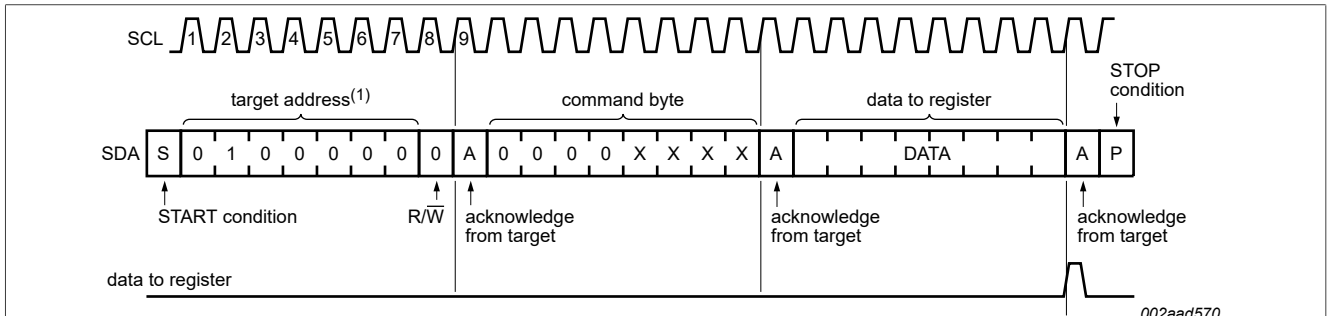 SCL 1 2 3 4 5 6 7 8 9
STOP
condition
target address(1) command byte data to register
SDA S 0 1 0 0 0 0 0 0 A 0 0 0 0 X X X X A DATA A P
START condition R/W acknowledge acknowledge acknowledge
from target from target from target
data to register
002aad570